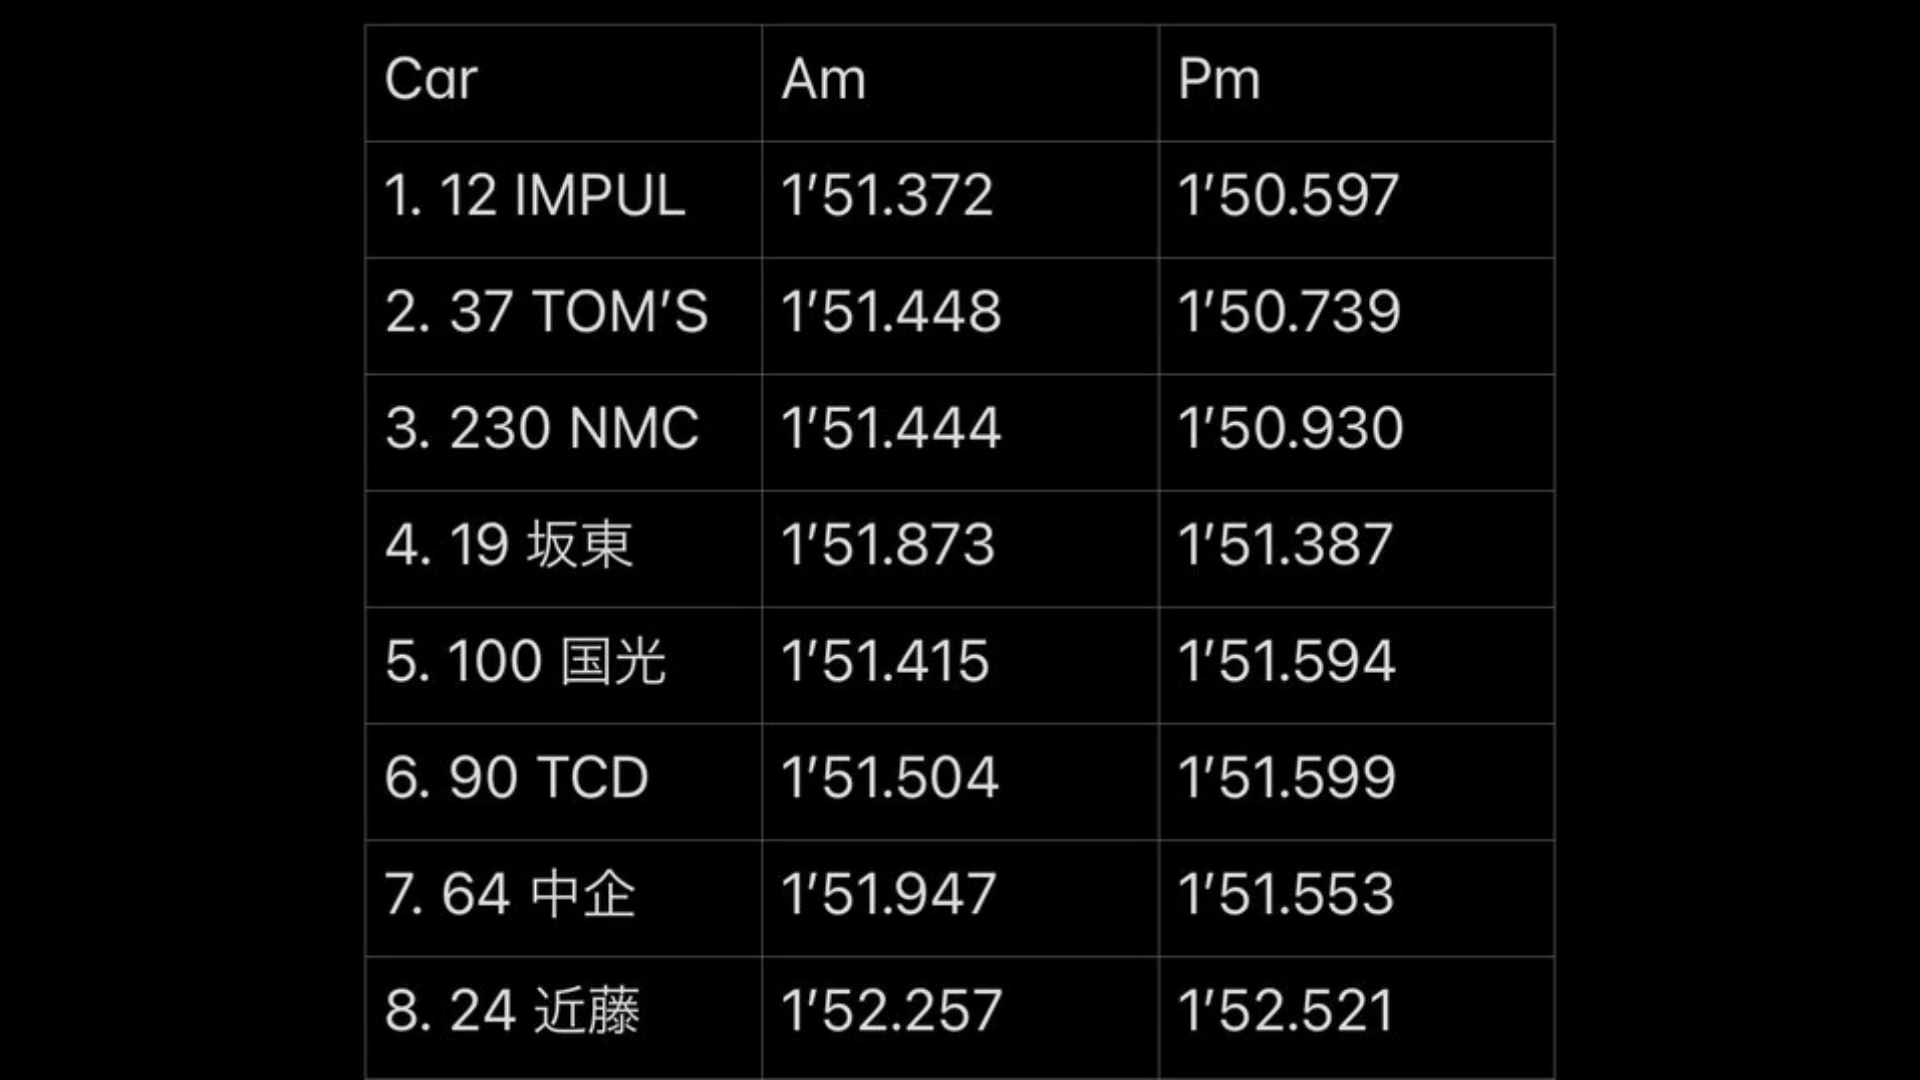 Car Am Pm
1. 12 IMPUL 1′51.372 1′50.597
2. 37 TOM′S 1′51.448 1′50.739
3. 230 NMC 1′51.444 1′50.930
4. 19 坂東 1′51.873 1′51.387
5. 100 国光 1′51.415 1′51.594
6. 90 TCD 1′51.504 1′51.599
7. 64 中企 1′51.947 1′51.553
8. 24 近藤 1′52.257 1′52.521